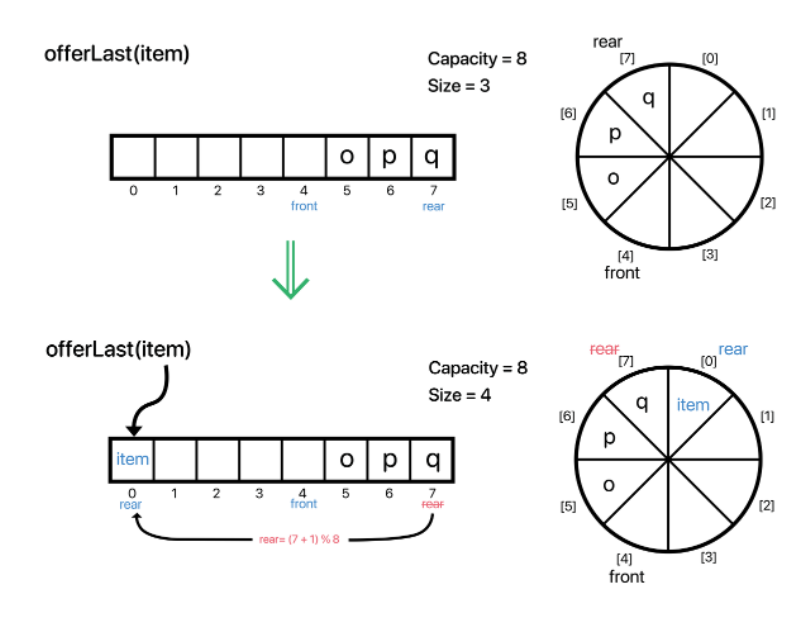 offerLast(item)
Capacity = 8
Size = 3
o p q
0 1 2 3 4 5 6 7
front rear
rear
[7] [0]
[6] q [1]
p
o
[5] [2]
[4] [3]
front
offerLast(item)
Capacity = 8
Size = 4
item o p q
0 1 2 3 4 5 6 7
rear front rear
rear= (7 + 1) % 8
rear rear
[7] [0]
q item
[6] [1]
p
o
[5] [2]
[4] [3]
front